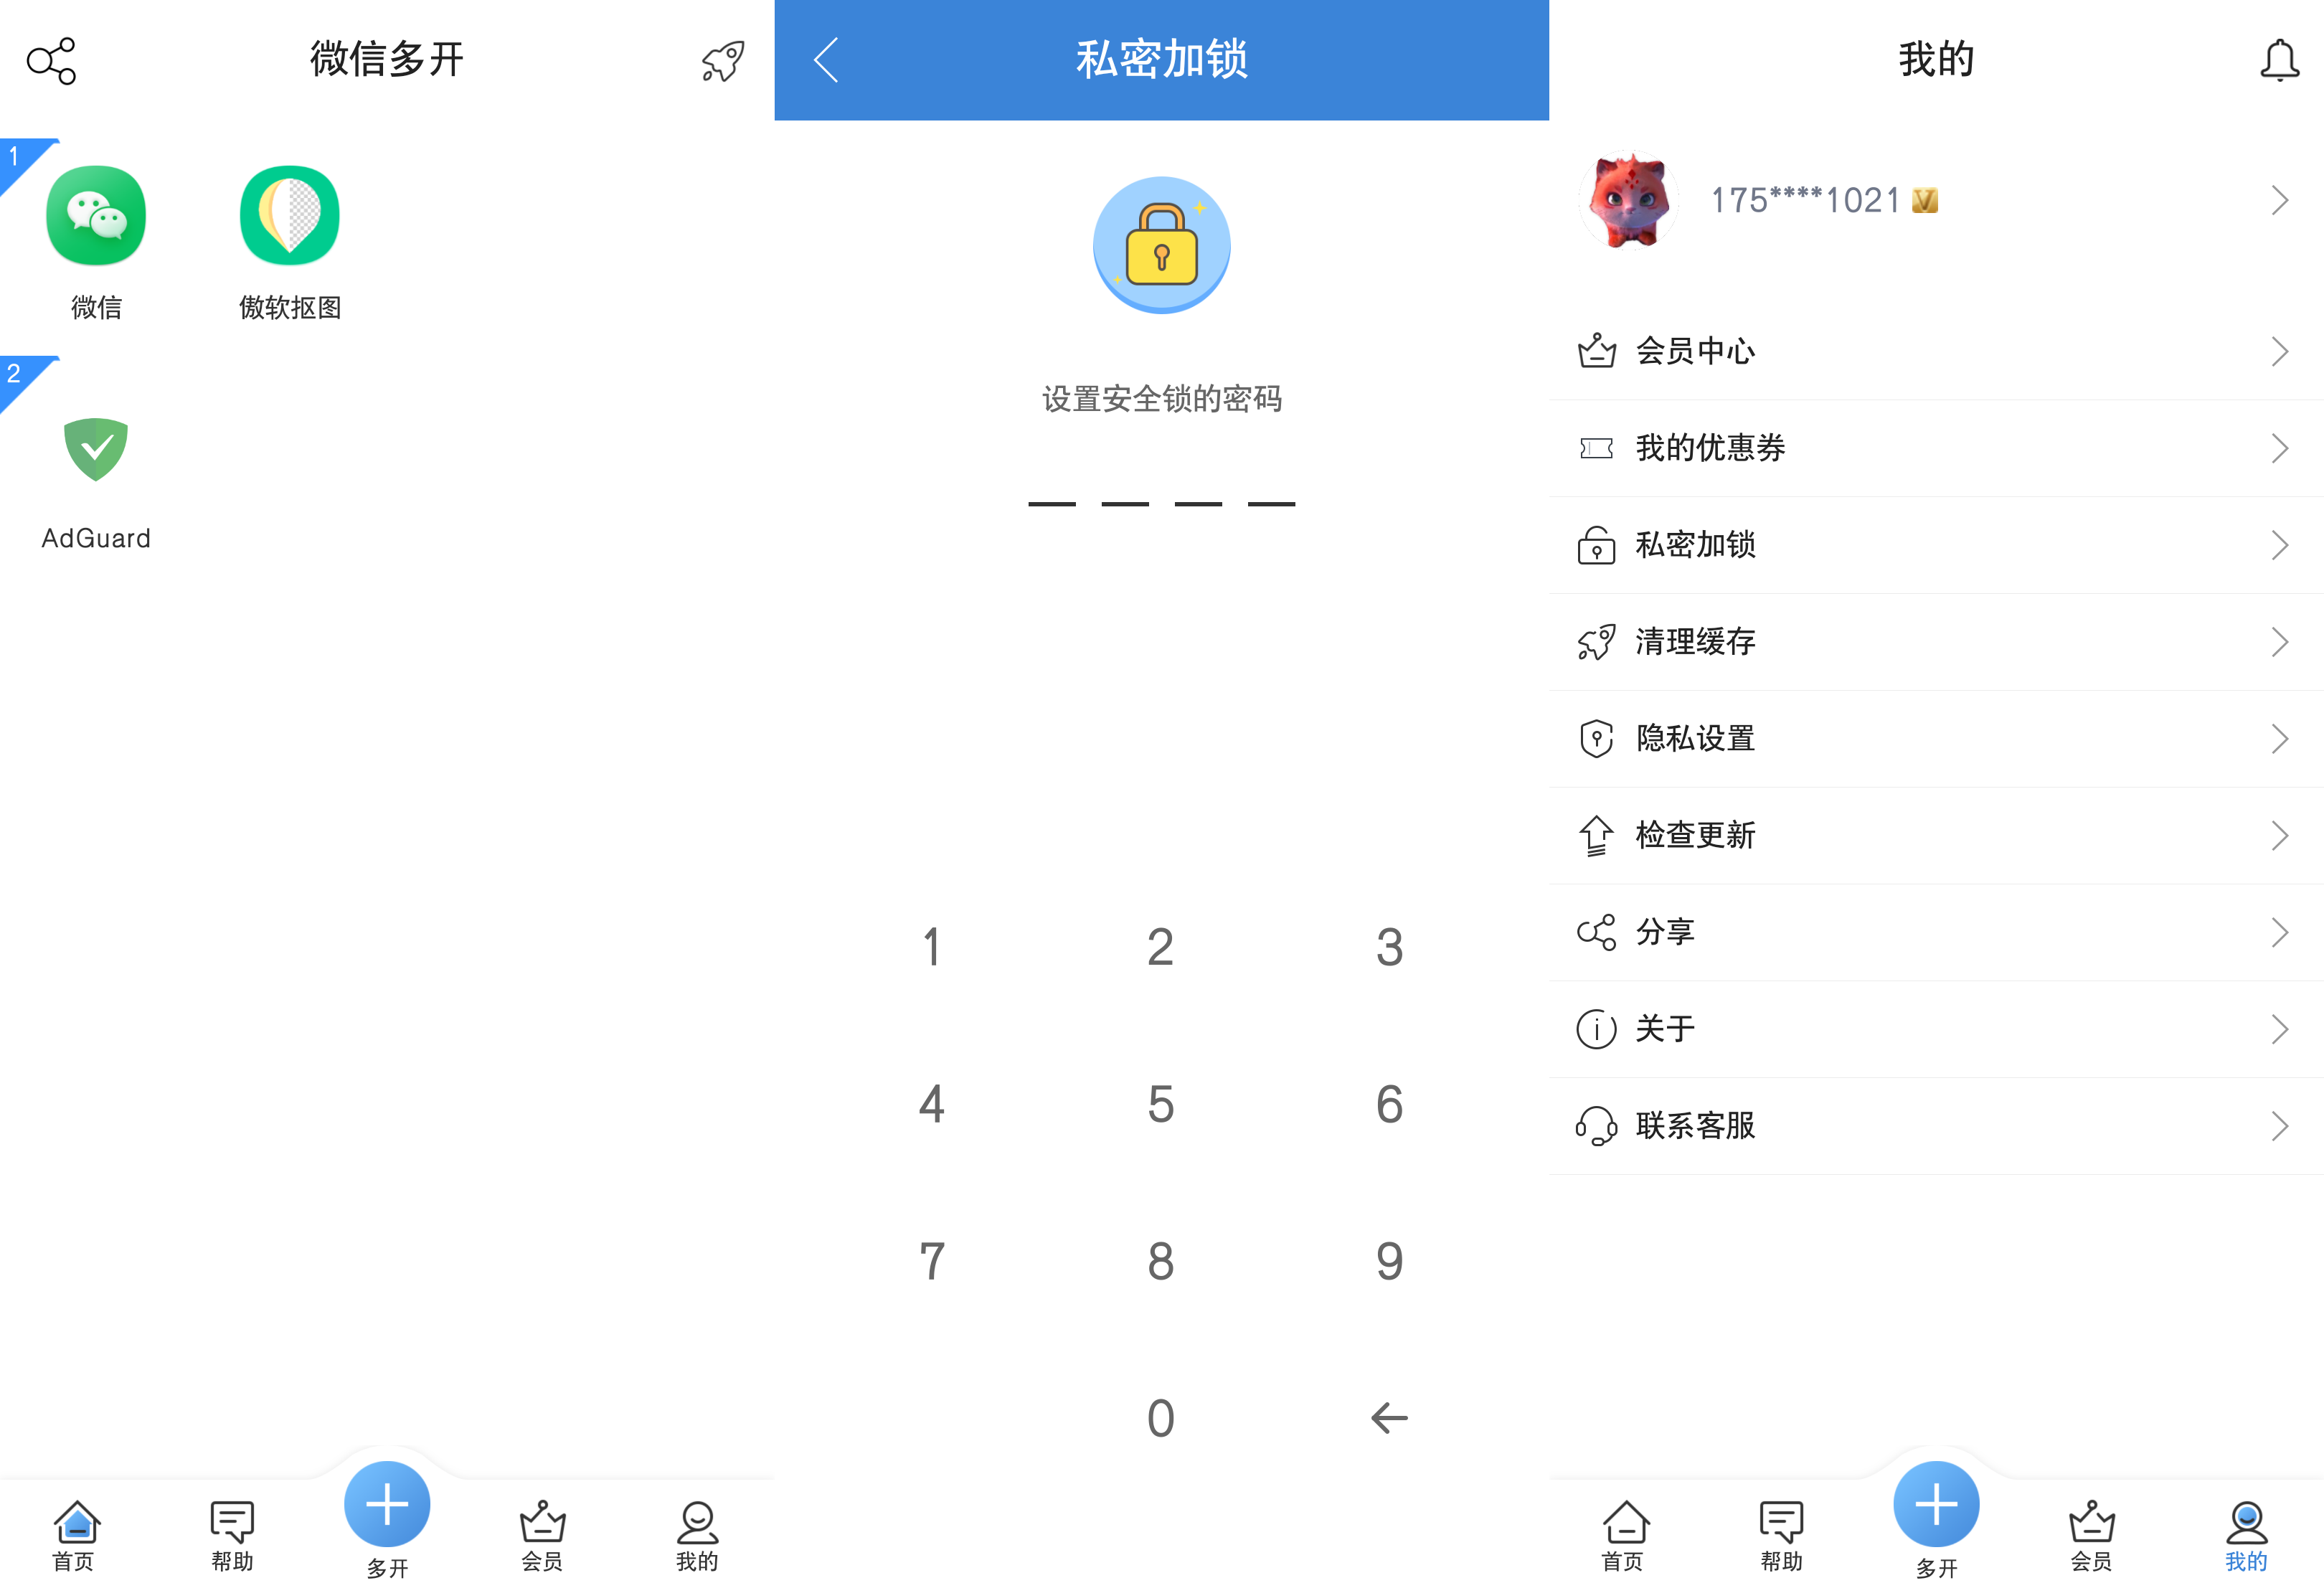 微信多开
1
微信
傲软抠图
2
AdGuard
首页
帮助
多开
会员
我的
私密加锁
设置安全锁的密码
1 2 3
4 5 6
7 8 9
0
我的
175****1021 V
会员中心
我的优惠券
私密加锁
清理缓存
隐私设置
检查更新
分享
关于
联系客服
首页
帮助
多开
会员
我的